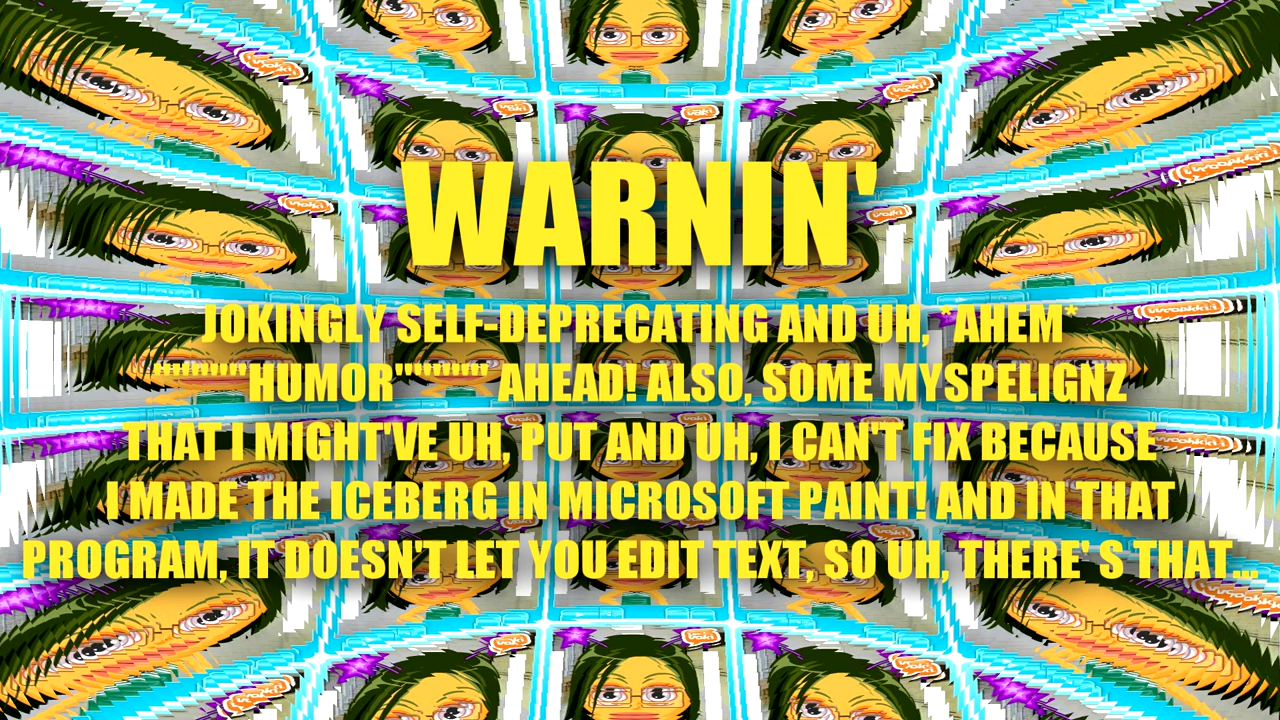 WARNIN'
JOKINGLY SELF-DEPRECATING AND UH, *AHEM*
""""""""""HUMOR"""""""""" AHEAD! ALSO, SOME MYSPELIGNZ
THAT I MIGHT'VE UH, PUT AND UH, I CAN'T FIX BECAUSE
I MADE THE ICEBERG IN MICROSOFT PAINT! AND IN THAT
PROGRAM, IT DOESN'T LET YOU EDIT TEXT, SO UH, THERE' S THAT...
voki